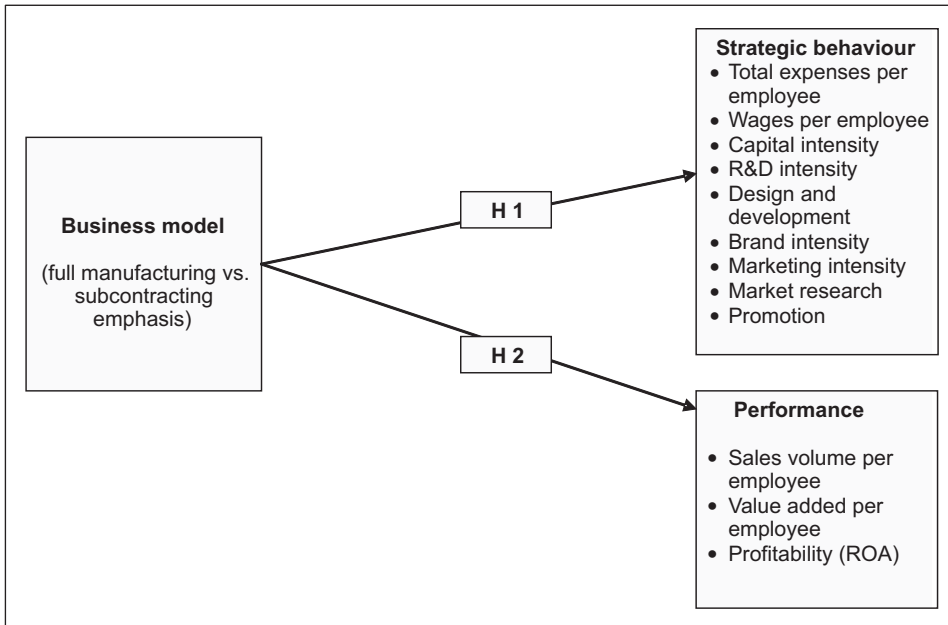 Business model
(full manufacturing vs.
subcontracting
emphasis)
H 1
H 2
Strategic behaviour
• Total expenses per
employee
• Wages per employee
• Capital intensity
• R&D intensity
• Design and
development
• Brand intensity
• Marketing intensity
• Market research
• Promotion
Performance
• Sales volume per
employee
• Value added per
employee
• Profitability (ROA)